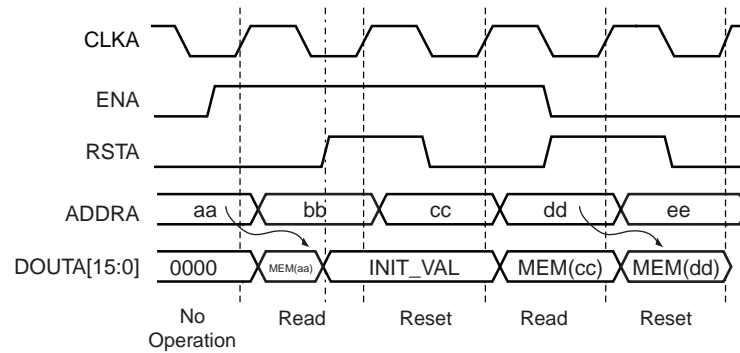 CLKA
ENA
RSTA
ADDRA aa bb cc dd ee
DOUTA[15:0] 0000 MEM(aa) INIT_VAL MEM(cc) MEM(dd)
No Operation Read Reset Read Reset